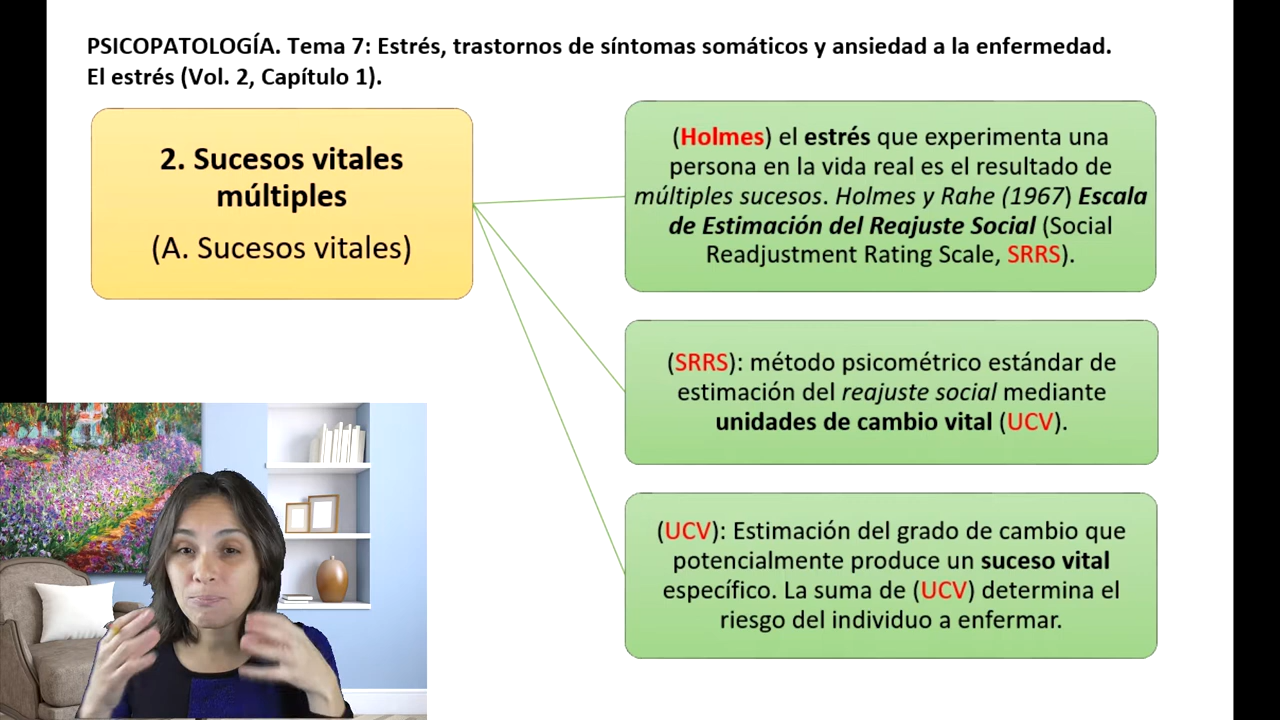 PSICOPATOLOGÍA. Tema 7: Estrés, trastornos de síntomas somáticos y ansiedad a la enfermedad.
El estrés (Vol. 2, Capítulo 1).
2. Sucesos vitales
múltiples
(A. Sucesos vitales)
(Holmes) el estrés que experimenta una
persona en la vida real es el resultado de
múltiples sucesos. Holmes y Rahe (1967) Escala
de Estimación del Reajuste Social (Social
Readjustment Rating Scale, SRRS).
(SRRS): método psicométrico estándar de
estimación del reajuste social mediante
unidades de cambio vital (UCV).
(UCV): Estimación del grado de cambio que
potencialmente produce un suceso vital
específico. La suma de (UCV) determina el
riesgo del individuo a enfermar.